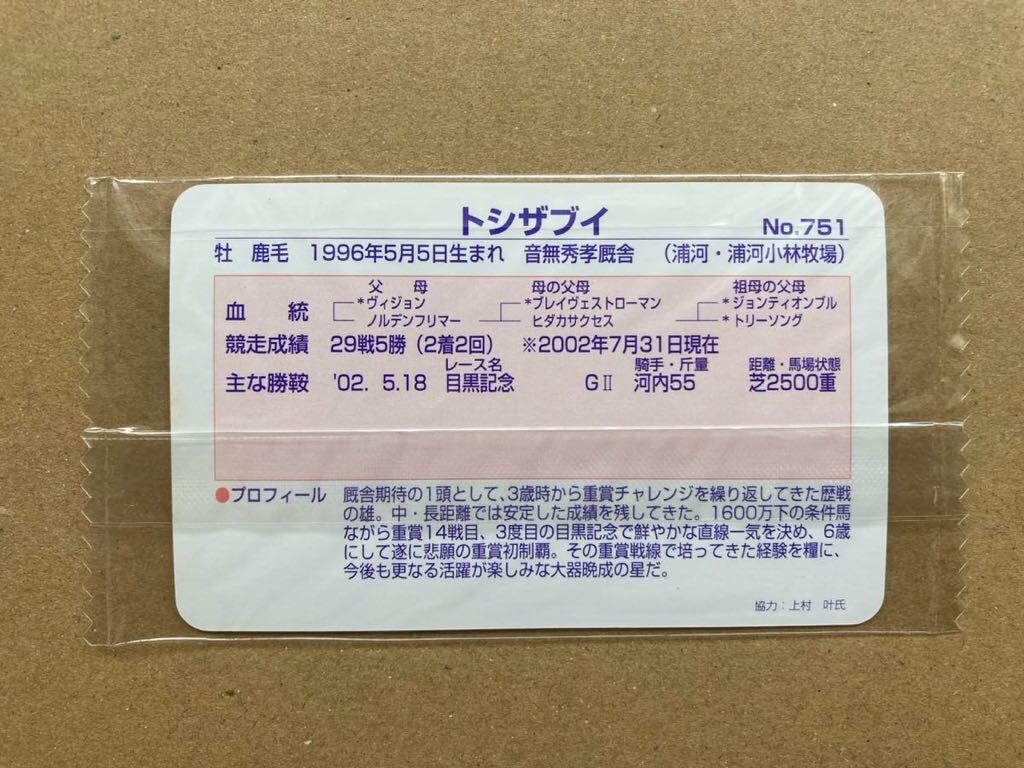 トシザブイ No.751
牡 鹿毛 1996年5月5日生まれ 音無秀孝厩舎 (浦河・浦河小林牧場)
父 母 母の父母 祖母の父母
血統 *ヴィジョン *ブレイヴェストローマン *ジョンティオンブル
ノルデンフリマー ヒダカサクセス *トリーソング
競走成績 29戦5勝(2着2回) ※2002年7月31日現在
レース名 騎手・斤量 距離・馬場状態
主な勝鞍 '02. 5.18 目黒記念 GⅡ 河内55 芝2500重
●プロフィール 厩舎期待の1頭として、3歳時から重賞チャレンジを繰り返してきた歴戦
の雄。中・長距離では安定した成績を残してきた。1600万下の条件馬
ながら重賞14戦目、3度目の目黒記念で鮮やかな直線一気を決め、6歳
にして遂に悲願の重賞初制覇。その重賞戦線で培ってきた経験を糧に、
今後も更なる活躍が楽しみな大器晩成の星だ。
協力:上村 叶氏